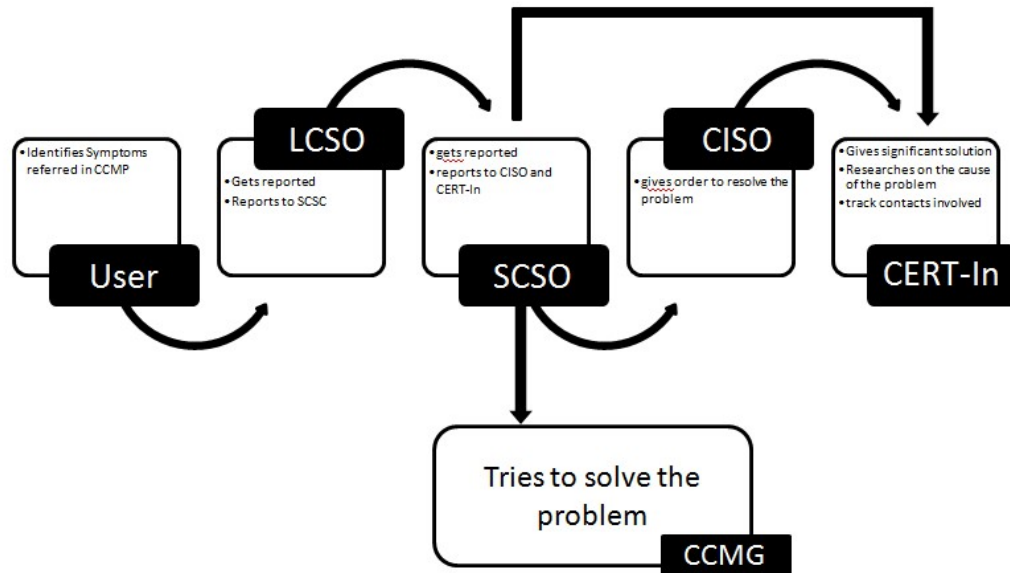 • Identifies Symptoms
referred in CCMP
User
LCSO
• Gets reported
• Reports to SCSC
• gets reported
• reports to CISO and
CERT-In
SCSO
CISO
• gives order to resolve the
problem
• Gives significant solution
• Researches on the cause
of the problem
• track contacts involved
CERT-In
Tries to solve the
problem
CCMG